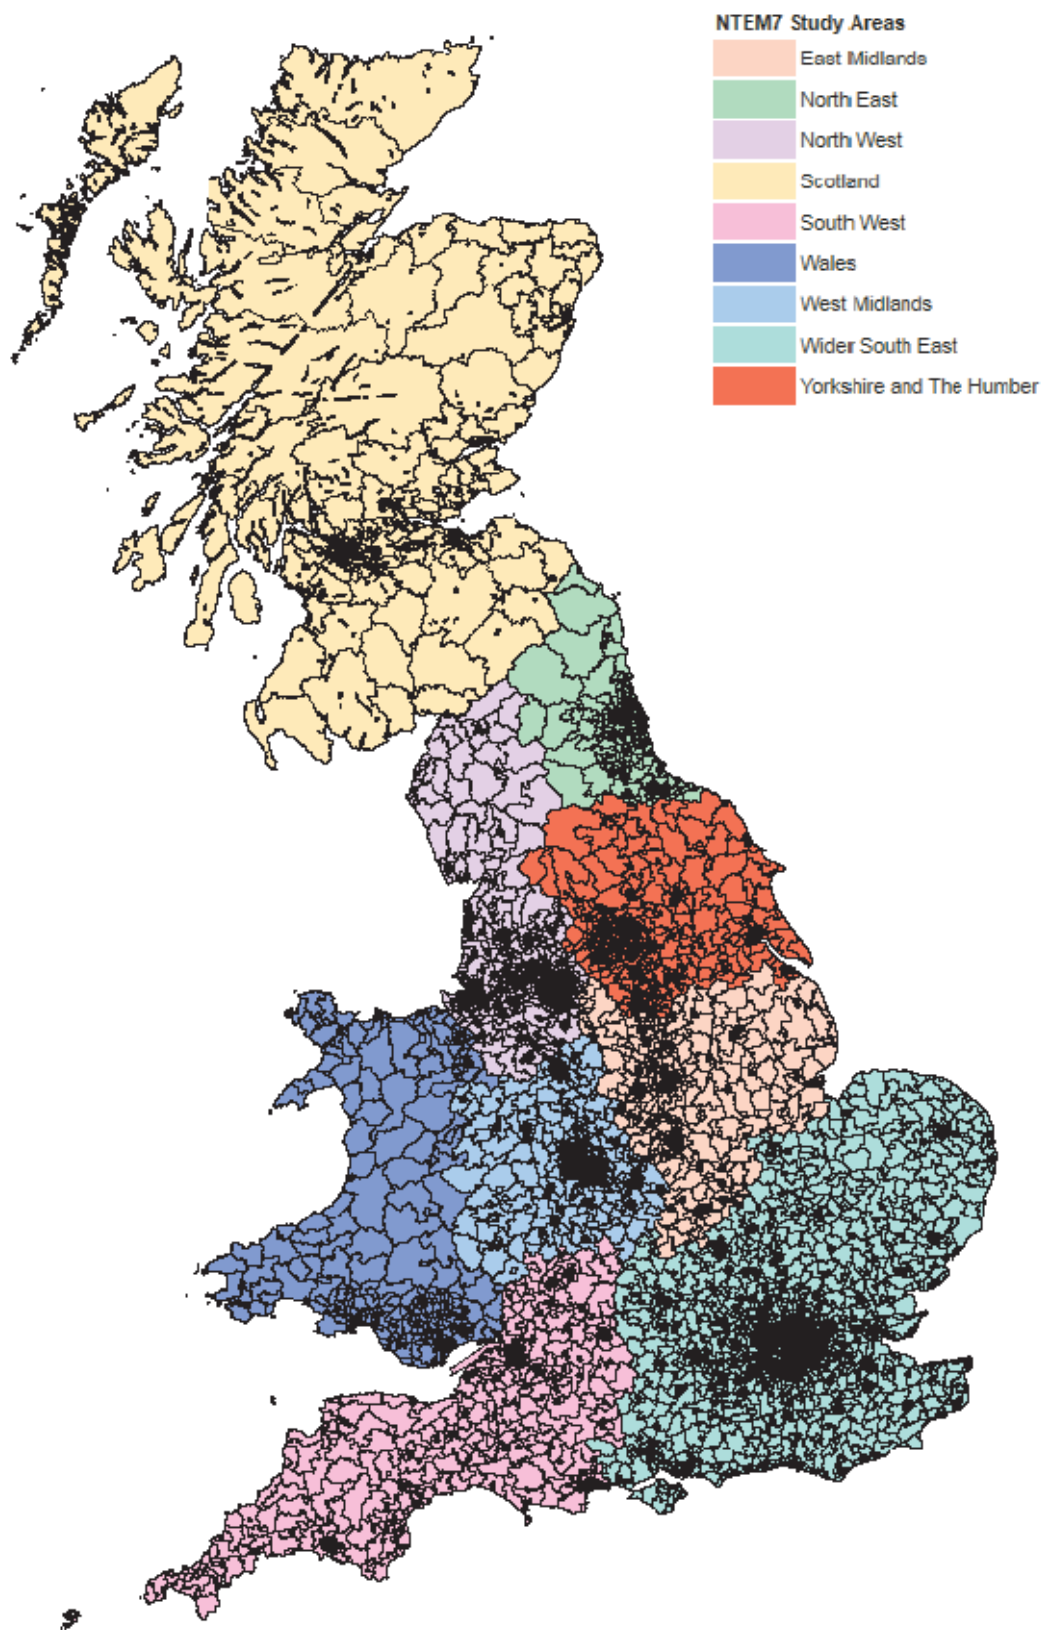 NTEM7 Study Areas
East Midlands
North East
North West
Scotland
South West
Wales
West Midlands
Wider South East
Yorkshire and The Humber